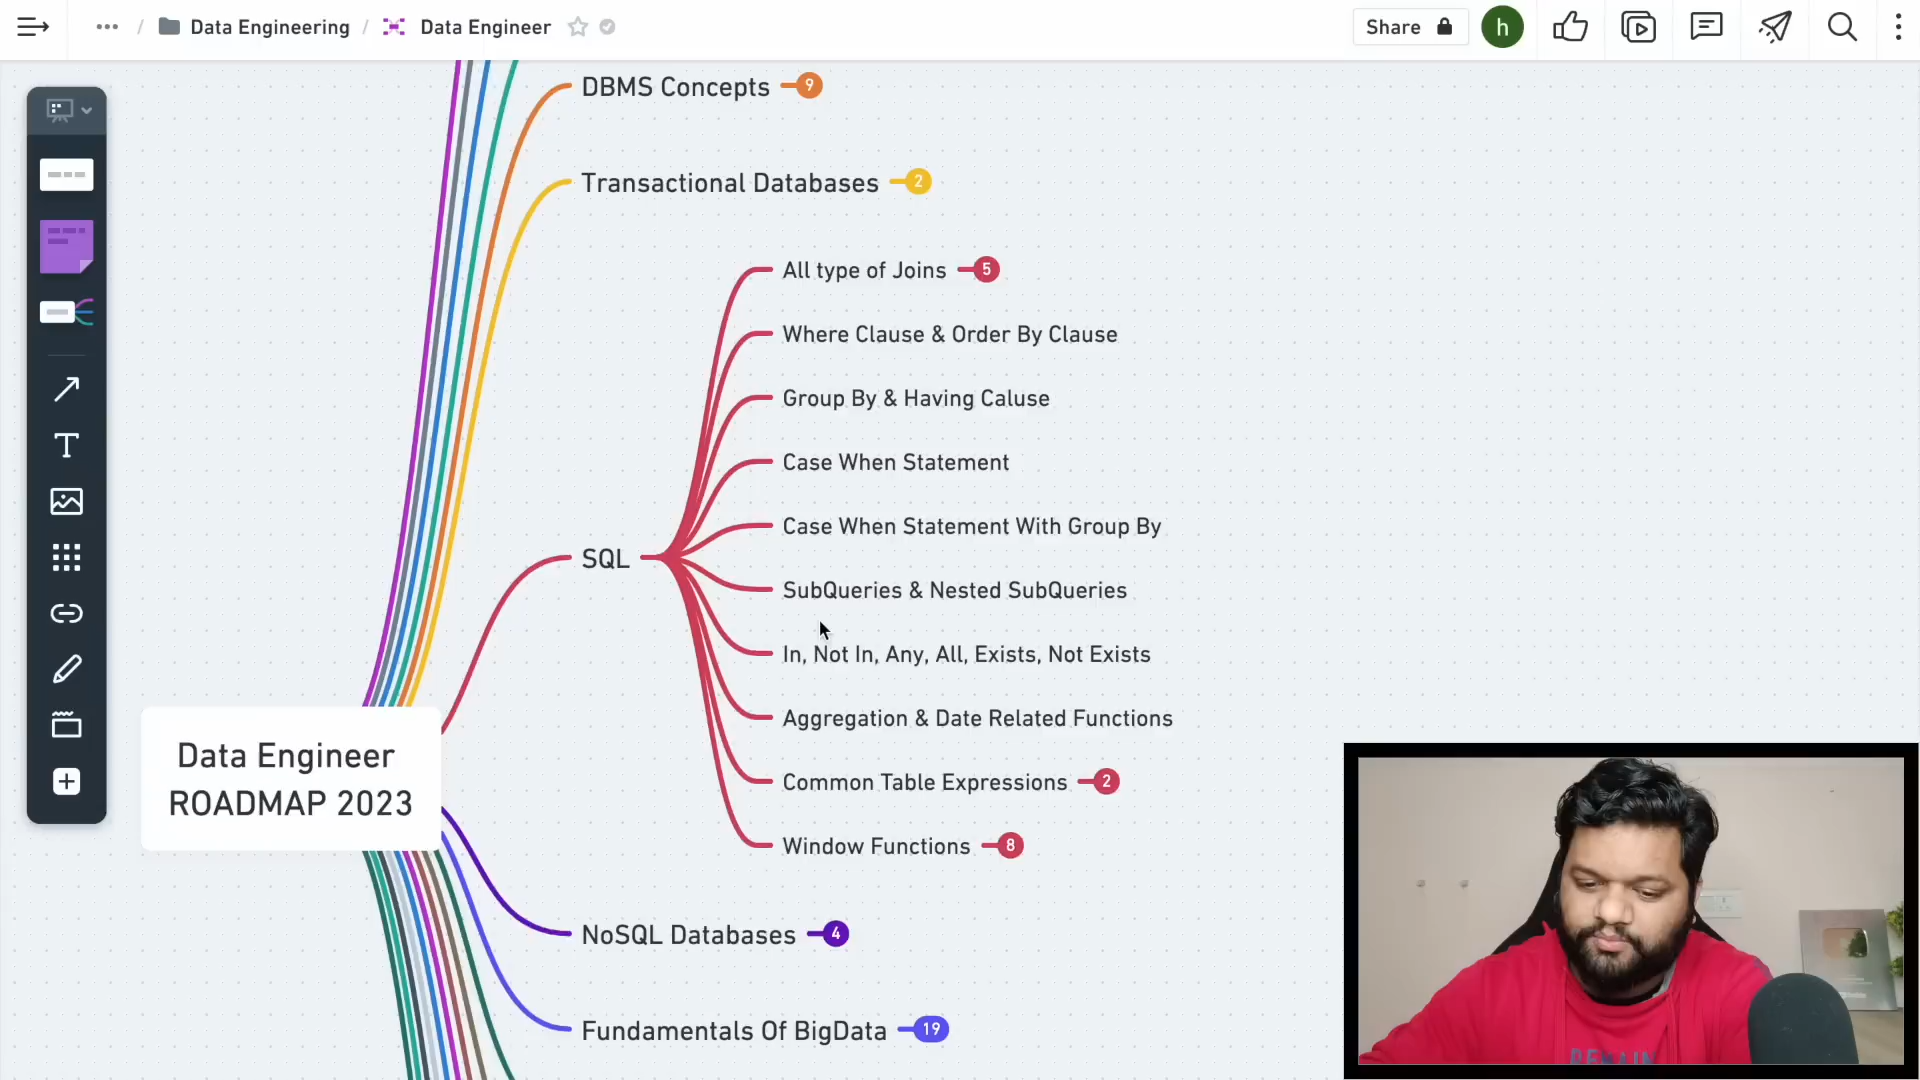 ... / Data Engineering / Data Engineer
Share
h
DBMS Concepts 9
Transactional Databases 2
All type of Joins 5
Where Clause & Order By Clause
Group By & Having Caluse
Case When Statement
Case When Statement With Group By
SQL
SubQueries & Nested SubQueries
In, Not In, Any, All, Exists, Not Exists
Aggregation & Date Related Functions
Data Engineer
ROADMAP 2023
Common Table Expressions 2
Window Functions 8
NoSQL Databases 4
Fundamentals Of BigData 19